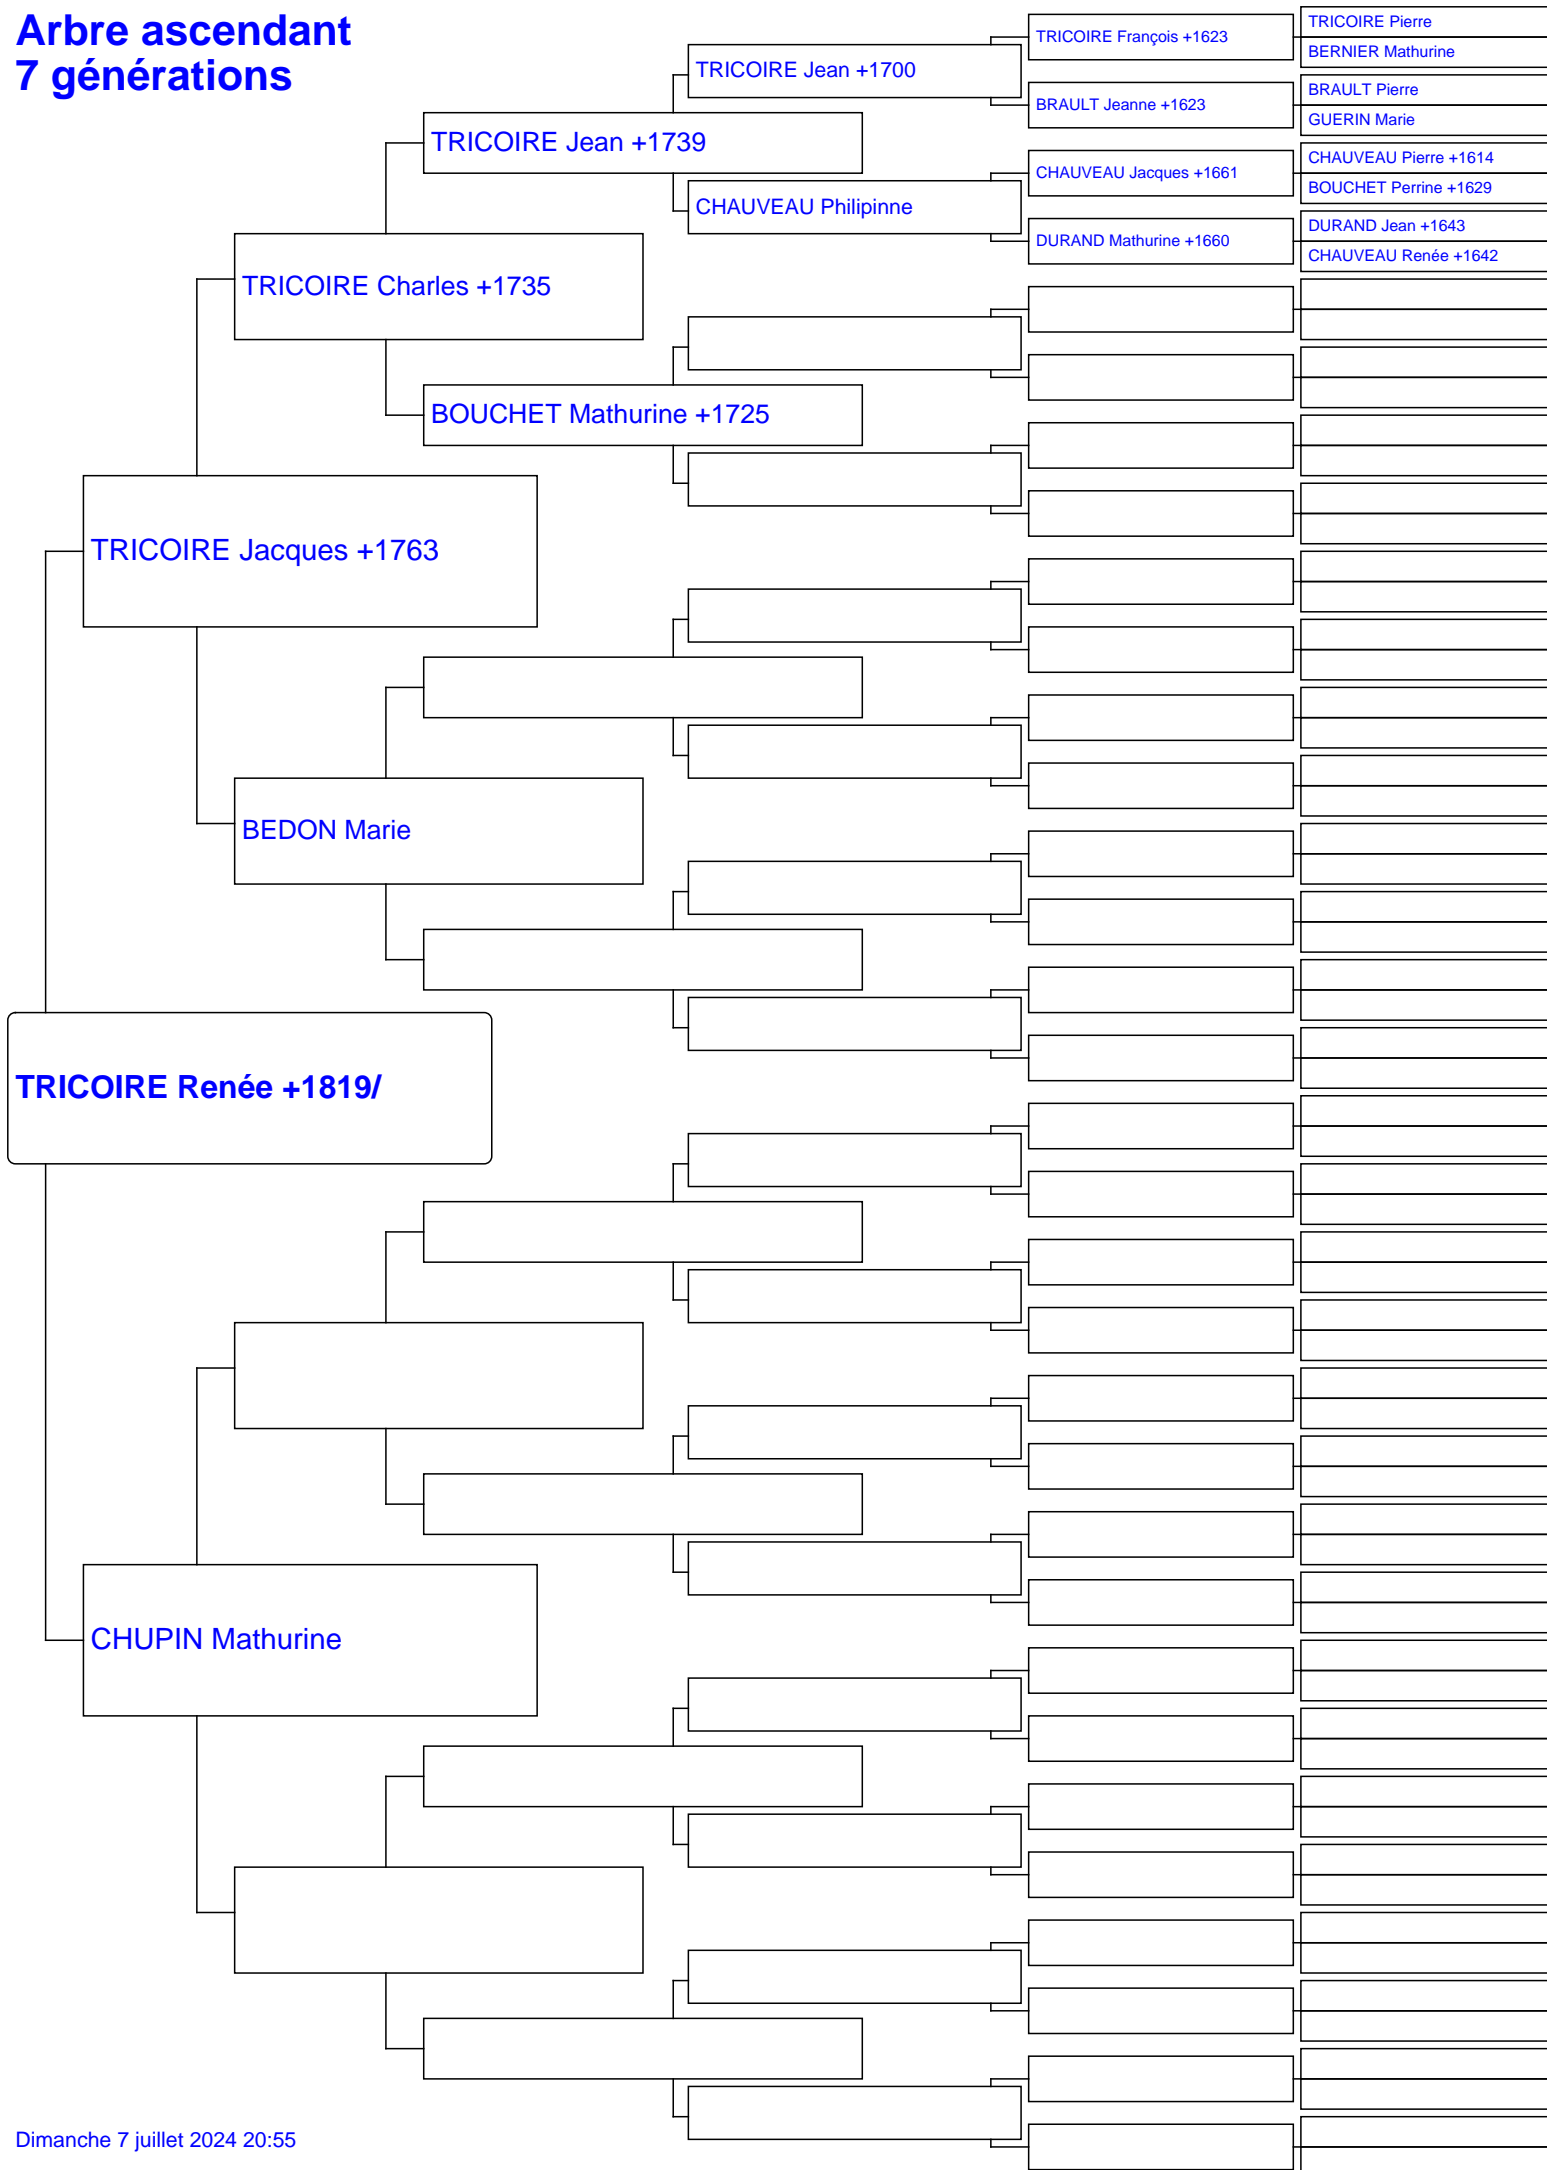 Arbre ascendant
7 générations
TRICOIRE Pierre
TRICOIRE François +1623
BERNIER Mathurine
TRICOIRE Jean +1700
BRAULT Pierre
BRAULT Jeanne +1623
GUERIN Marie
TRICOIRE Jean +1739
CHAUVEAU Pierre +1614
CHAUVEAU Jacques +1661
BOUCHET Perrine +1629
CHAUVEAU Philipinne
DURAND Jean +1643
DURAND Mathurine +1660
CHAUVEAU Renée +1642
TRICOIRE Charles +1735
BOUCHET Mathurine +1725
TRICOIRE Jacques +1763
BEDON Marie
TRICOIRE Renée +1819/
CHUPIN Mathurine
Dimanche 7 juillet 2024 20:55